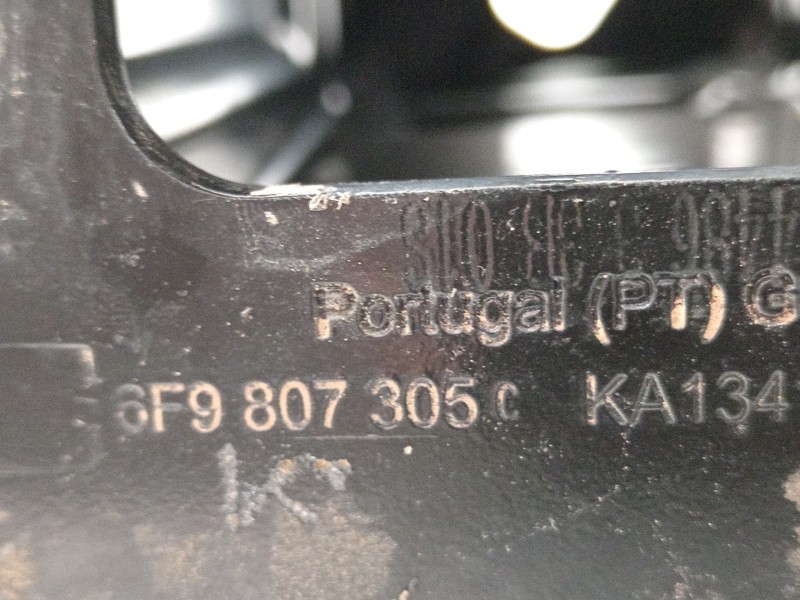 Portugal (PT) G
6F9 807 305 C KA134
K